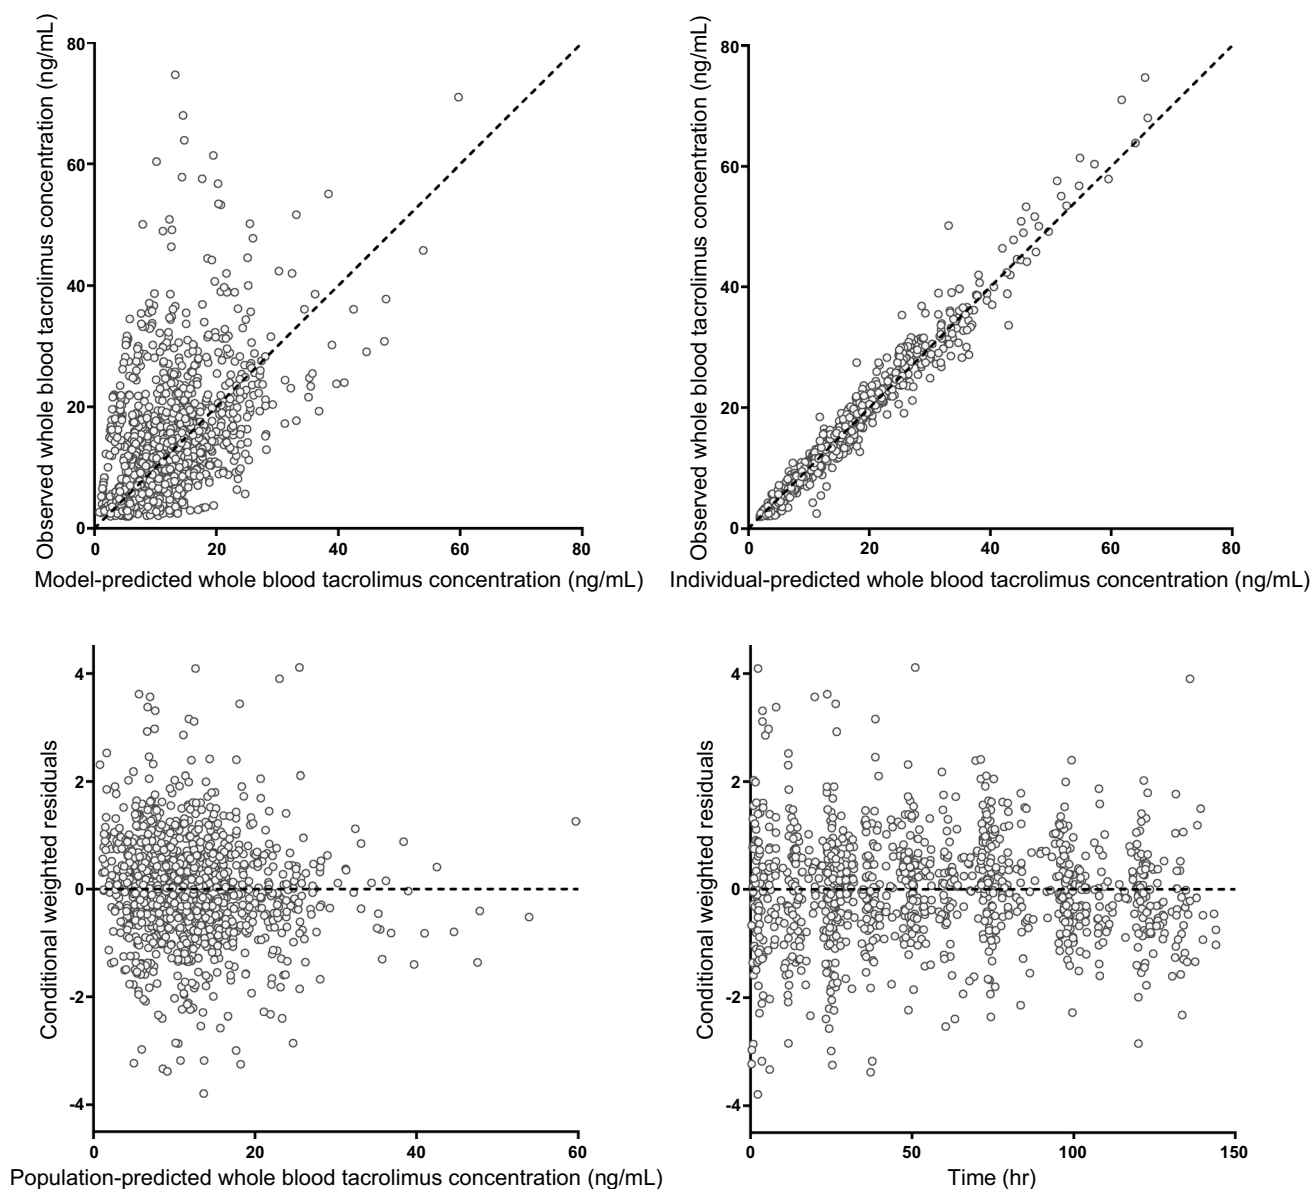 Observed whole blood tacrolimus concentration (ng/mL)
80
60
40
20
0
0 20 40 60 80
Model-predicted whole blood tacrolimus concentration (ng/mL)
Observed whole blood tacrolimus concentration (ng/mL)
80
60
40
20
0
0 20 40 60 80
Individual-predicted whole blood tacrolimus concentration (ng/mL)
Conditional weighted residuals
4
2
0
-2
-4
0 20 40 60
Population-predicted whole blood tacrolimus concentration (ng/mL)
Conditional weighted residuals
4
2
0
-2
-4
0 50 100 150
Time (hr)